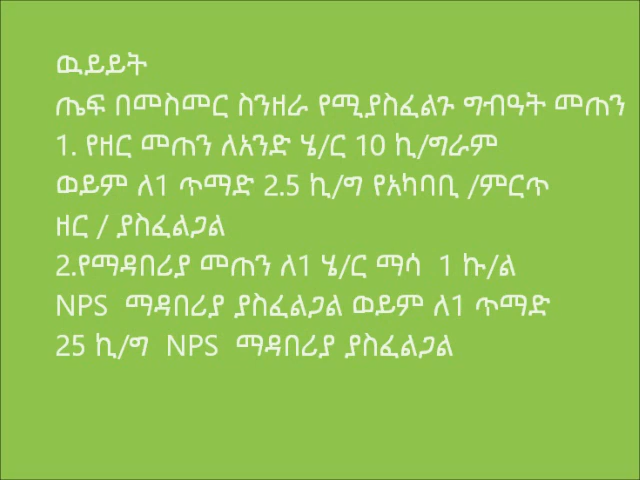 ዉይይት
ጤፍ በመስመር ስንዘራ የሚያስፈልጉ ግብዓት መጠን
1. የዘር መጠን ለአንድ ሄ/ር 10 ኪ/ግራም
ወይም ለ1 ጥማድ 2.5 ኪ/ግ የአካባቢ /ምርጥ
ዘር / ያስፈልጋል
2.የማዳበሪያ መጠን ለ1 ሄ/ር ማሳ 1 ኩ/ል
NPS ማዳበሪያ ያስፈልጋል ወይም ለ1 ጥማድ
25 ኪ/ግ NPS ማዳበሪያ ያስፈልጋል